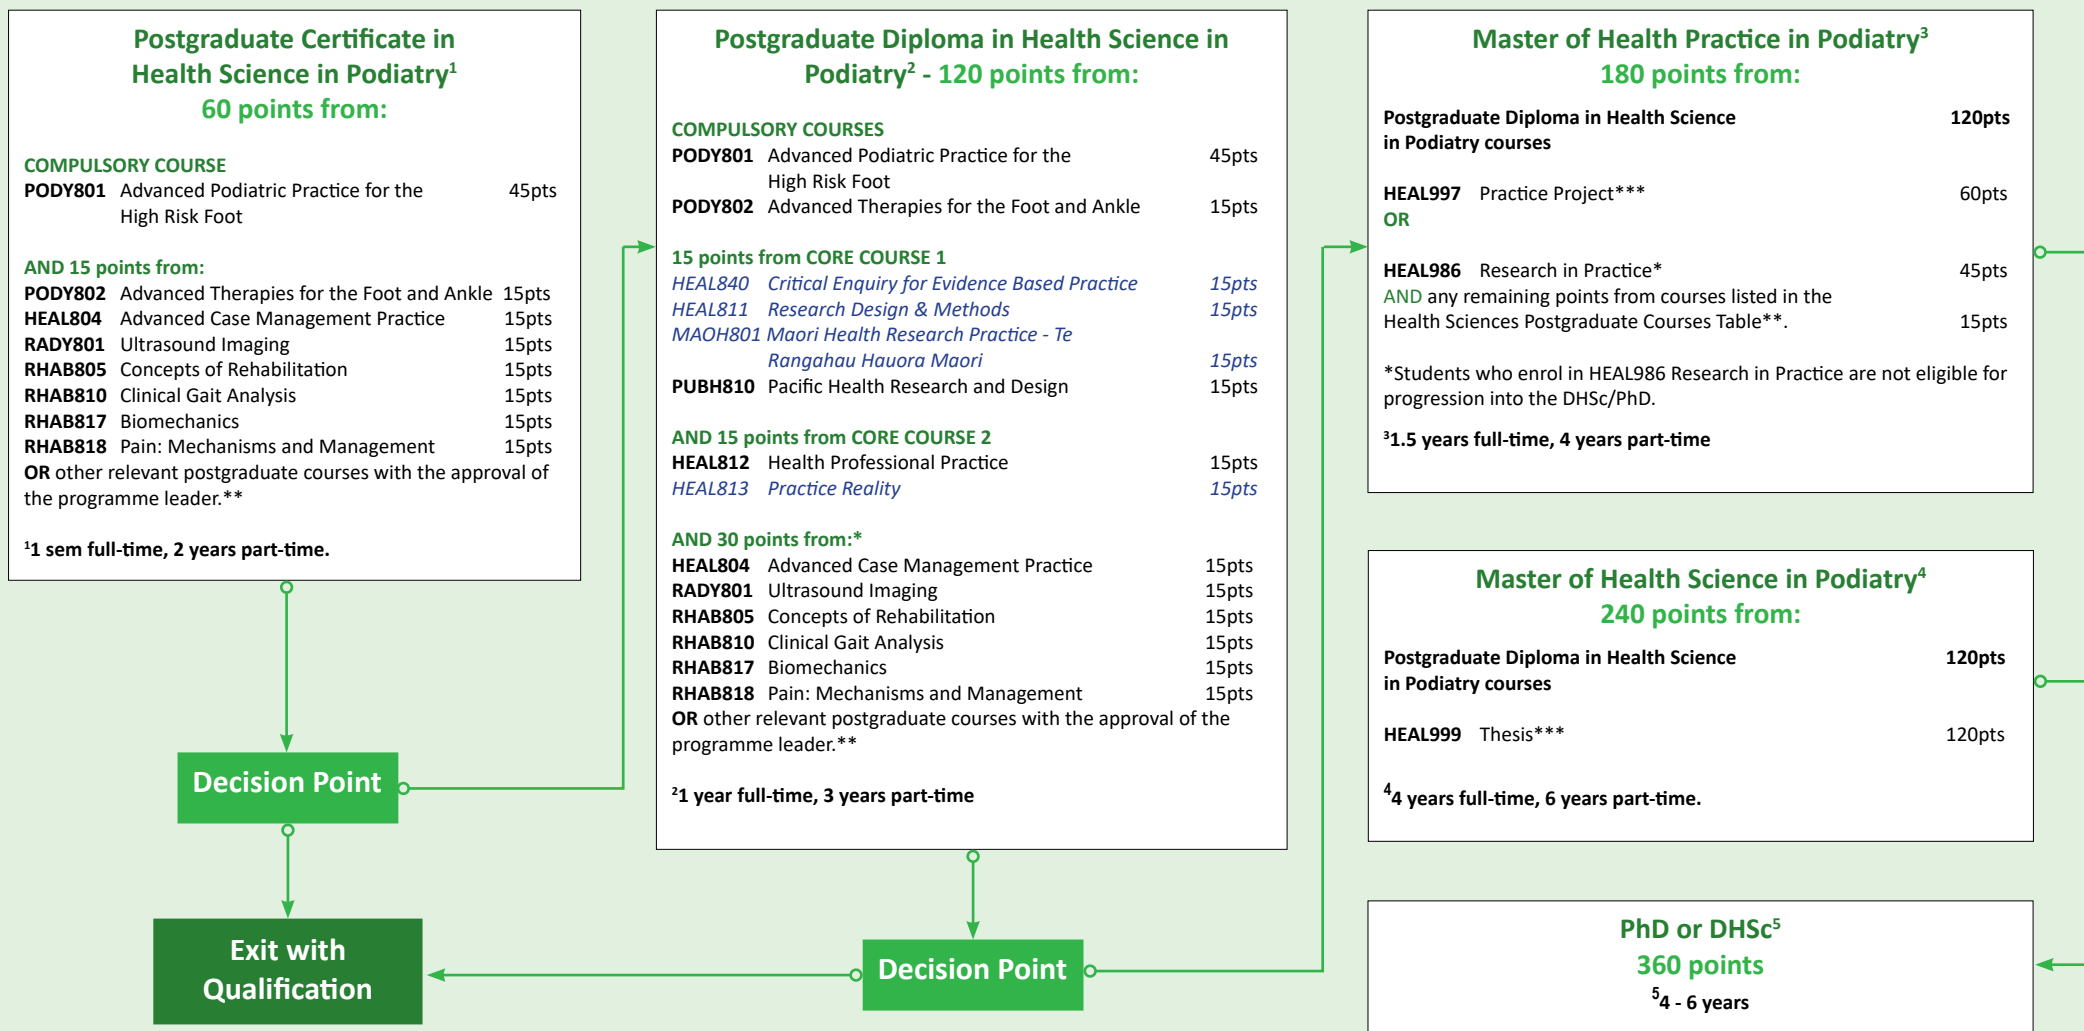 Postgraduate Certificate in
Health Science in Podiatry¹
60 points from:
COMPULSORY COURSE
PODY801 Advanced Podiatric Practice for the 45pts
High Risk Foot
AND 15 points from:
PODY802 Advanced Therapies for the Foot and Ankle 15pts
HEAL804 Advanced Case Management Practice 15pts
RADY801 Ultrasound Imaging 15pts
RHAB805 Concepts of Rehabilitation 15pts
RHAB810 Clinical Gait Analysis 15pts
RHAB817 Biomechanics 15pts
RHAB818 Pain: Mechanisms and Management 15pts
OR other relevant postgraduate courses with the approval of
the programme leader.**
¹1 sem full-time, 2 years part-time.
Decision Point
Exit with
Qualification
Postgraduate Diploma in Health Science in
Podiatry² - 120 points from:
COMPULSORY COURSES
PODY801 Advanced Podiatric Practice for the 45pts
High Risk Foot
PODY802 Advanced Therapies for the Foot and Ankle 15pts
15 points from CORE COURSE 1
HEAL840 Critical Enquiry for Evidence Based Practice 15pts
HEAL811 Research Design & Methods 15pts
MAOH801 Maori Health Research Practice - Te
Rangahau Hauora Maori 15pts
PUBH810 Pacific Health Research and Design 15pts
AND 15 points from CORE COURSE 2
HEAL812 Health Professional Practice 15pts
HEAL813 Practice Reality 15pts
AND 30 points from:*
HEAL804 Advanced Case Management Practice 15pts
RADY801 Ultrasound Imaging 15pts
RHAB805 Concepts of Rehabilitation 15pts
RHAB810 Clinical Gait Analysis 15pts
RHAB817 Biomechanics 15pts
RHAB818 Pain: Mechanisms and Management 15pts
OR other relevant postgraduate courses with the approval of the
programme leader.**
²1 year full-time, 3 years part-time
Decision Point
Master of Health Practice in Podiatry³
180 points from:
Postgraduate Diploma in Health Science 120pts
in Podiatry courses
HEAL997 Practice Project*** 60pts
OR
HEAL986 Research in Practice* 45pts
AND any remaining points from courses listed in the
Health Sciences Postgraduate Courses Table**. 15pts
*Students who enrol in HEAL986 Research in Practice are not eligible for
progression into the DHSc/PhD.
³1.5 years full-time, 4 years part-time
Master of Health Science in Podiatry⁴
240 points from:
Postgraduate Diploma in Health Science 120pts
in Podiatry courses
HEAL999 Thesis*** 120pts
⁴4 years full-time, 6 years part-time.
PhD or DHSc⁵
360 points
⁵4 - 6 years